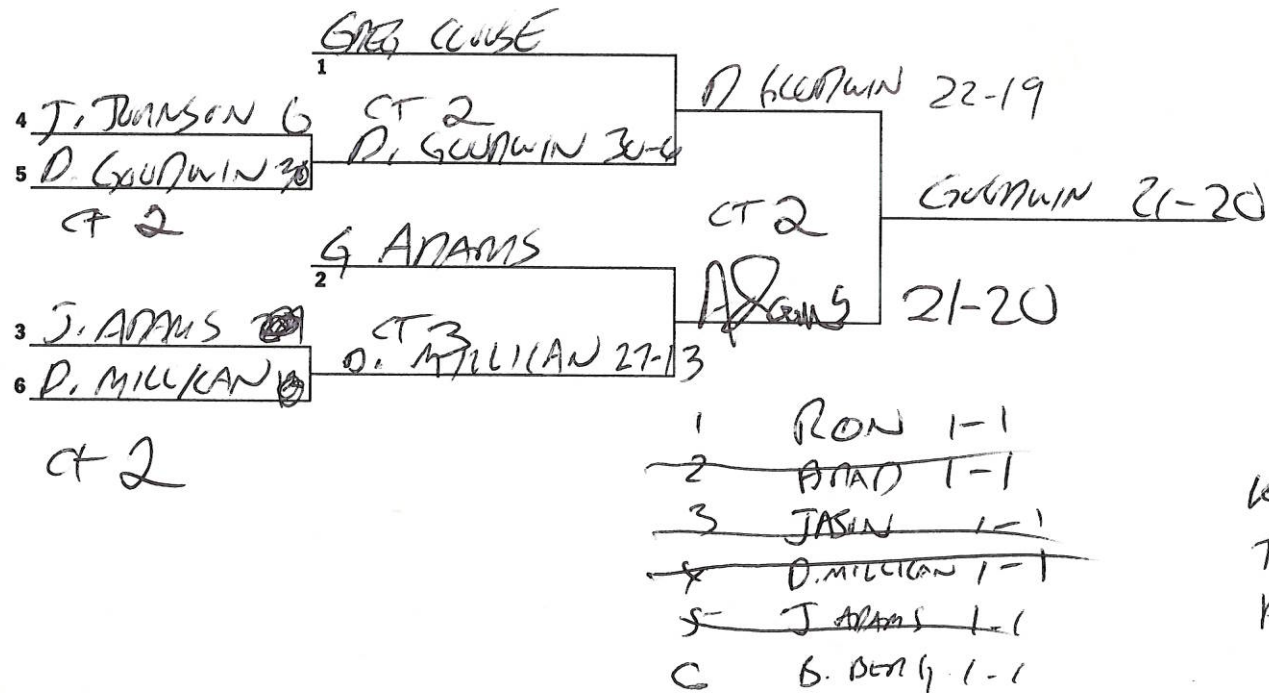 GREG CLOUSE
1
4 J. JOHNSON 6
CT 2
D GOODWIN 22-19
5 D. GOODWIN 30
D. GOODWIN 30-6
CT 2
GOODWIN 21-20
CT 2
G ADAMS
2
3 J. ADAMS
CT 3
21-20
6 D. MILLICAN
D. MILLICAN 27-13
CT 2
1 RON 1-1
2 1-1
3 JASON 1-1
4 D. MILLICAN 1-1
5 J ADAMS 1-1
6 B. BERG 1-1